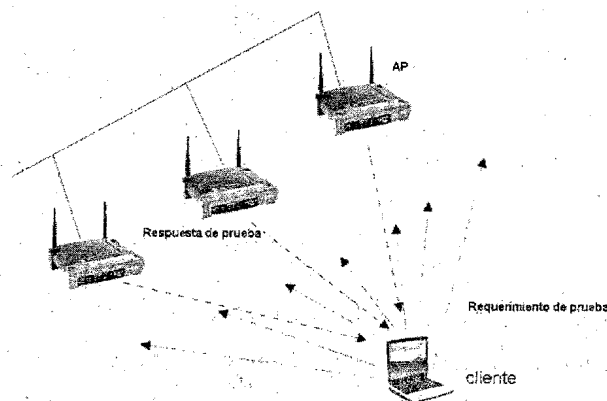 AP
Respuesta de prueba
Requerimiento de prueba
cliente